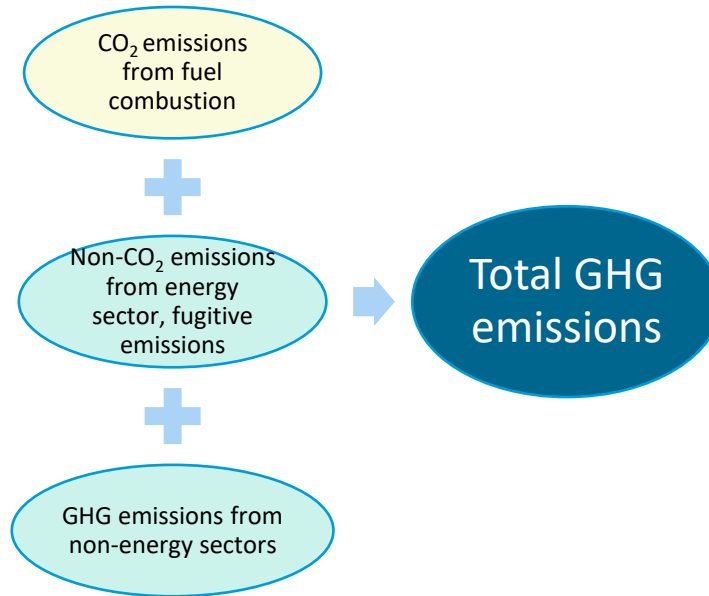 CO₂ emissions
from fuel
combustion
Non-CO₂ emissions
from energy
sector, fugitive
emissions
GHG emissions from
non-energy sectors
Total GHG
emissions